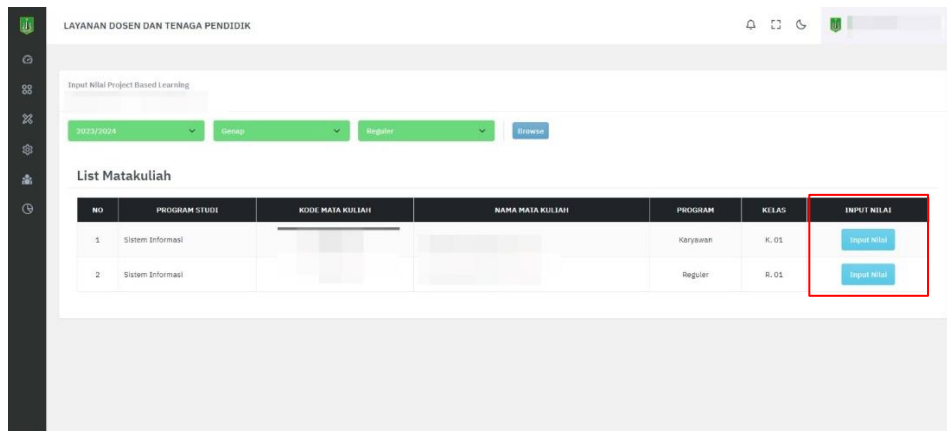 LAYANAN DOSEN DAN TENAGA PENDIDIK
Input Nilai Project Based Learning
2023/2024 Genap Reguler Browse
List Matakuliah
NO PROGRAM STUDI KODE MATA KULIAH NAMA MATA KULIAH PROGRAM KELAS INPUT NILAI
1 Sistem Informasi Karyawan K. 01 Input Nilai
2 Sistem Informasi Reguler R. 01 Input Nilai